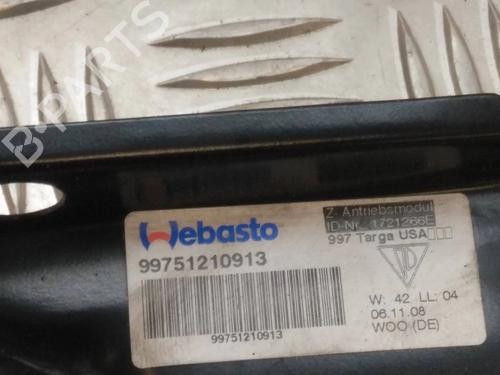 B-PARTS
Webasto
99751210913
99751210913
Z- Antriebsmodul
ID-Nr. 1721266E
997 Targa USA
W: 42 LL: 04
06.11.08
WOO (DE)